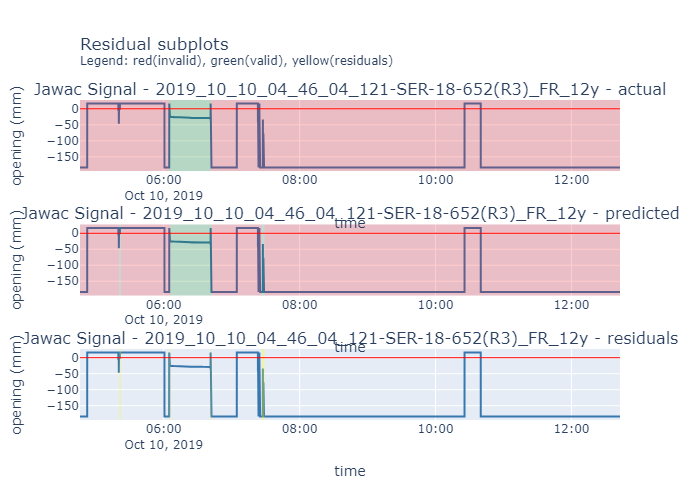 Residual subplots
Legend: red(invalid), green(valid), yellow(residuals)
Jawac Signal - 2019_10_10_04_46_04_121-SER-18-652(R3)_FR_12y - actual
opening (mm)
0
−50
−100
−150
06:00
08:00
10:00
12:00
Oct 10, 2019
time
Jawac Signal - 2019_10_10_04_46_04_121-SER-18-652(R3)_FR_12y - predicted
opening (mm)
0
−50
−100
−150
06:00
08:00
10:00
12:00
Oct 10, 2019
time
Jawac Signal - 2019_10_10_04_46_04_121-SER-18-652(R3)_FR_12y - residuals
opening (mm)
0
−50
−100
−150
06:00
08:00
10:00
12:00
Oct 10, 2019
time